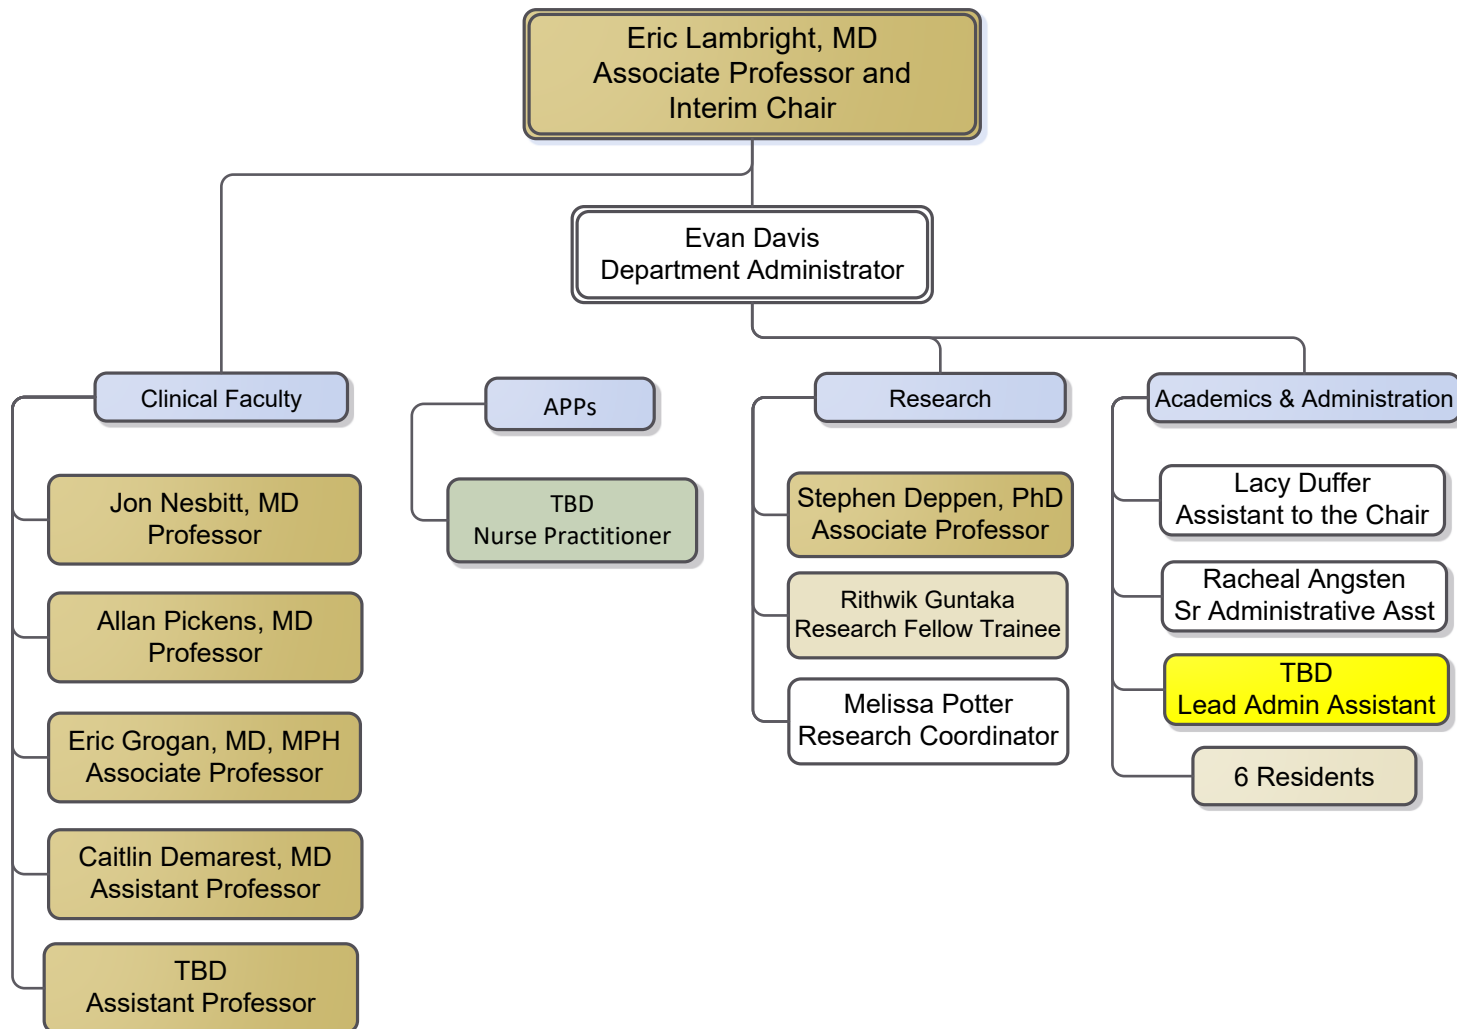 Eric Lambright, MD
Associate Professor and
Interim Chair
Evan Davis
Department Administrator
Clinical Faculty
Jon Nesbitt, MD
Professor
Allan Pickens, MD
Professor
Eric Grogan, MD, MPH
Associate Professor
Caitlin Demarest, MD
Assistant Professor
TBD
Assistant Professor
APPs
TBD
Nurse Practitioner
Research
Stephen Deppen, PhD
Associate Professor
Rithwik Guntaka
Research Fellow Trainee
Melissa Potter
Research Coordinator
Academics & Administration
Lacy Duffer
Assistant to the Chair
Racheal Angsten
Sr Administrative Asst
TBD
Lead Admin Assistant
6 Residents